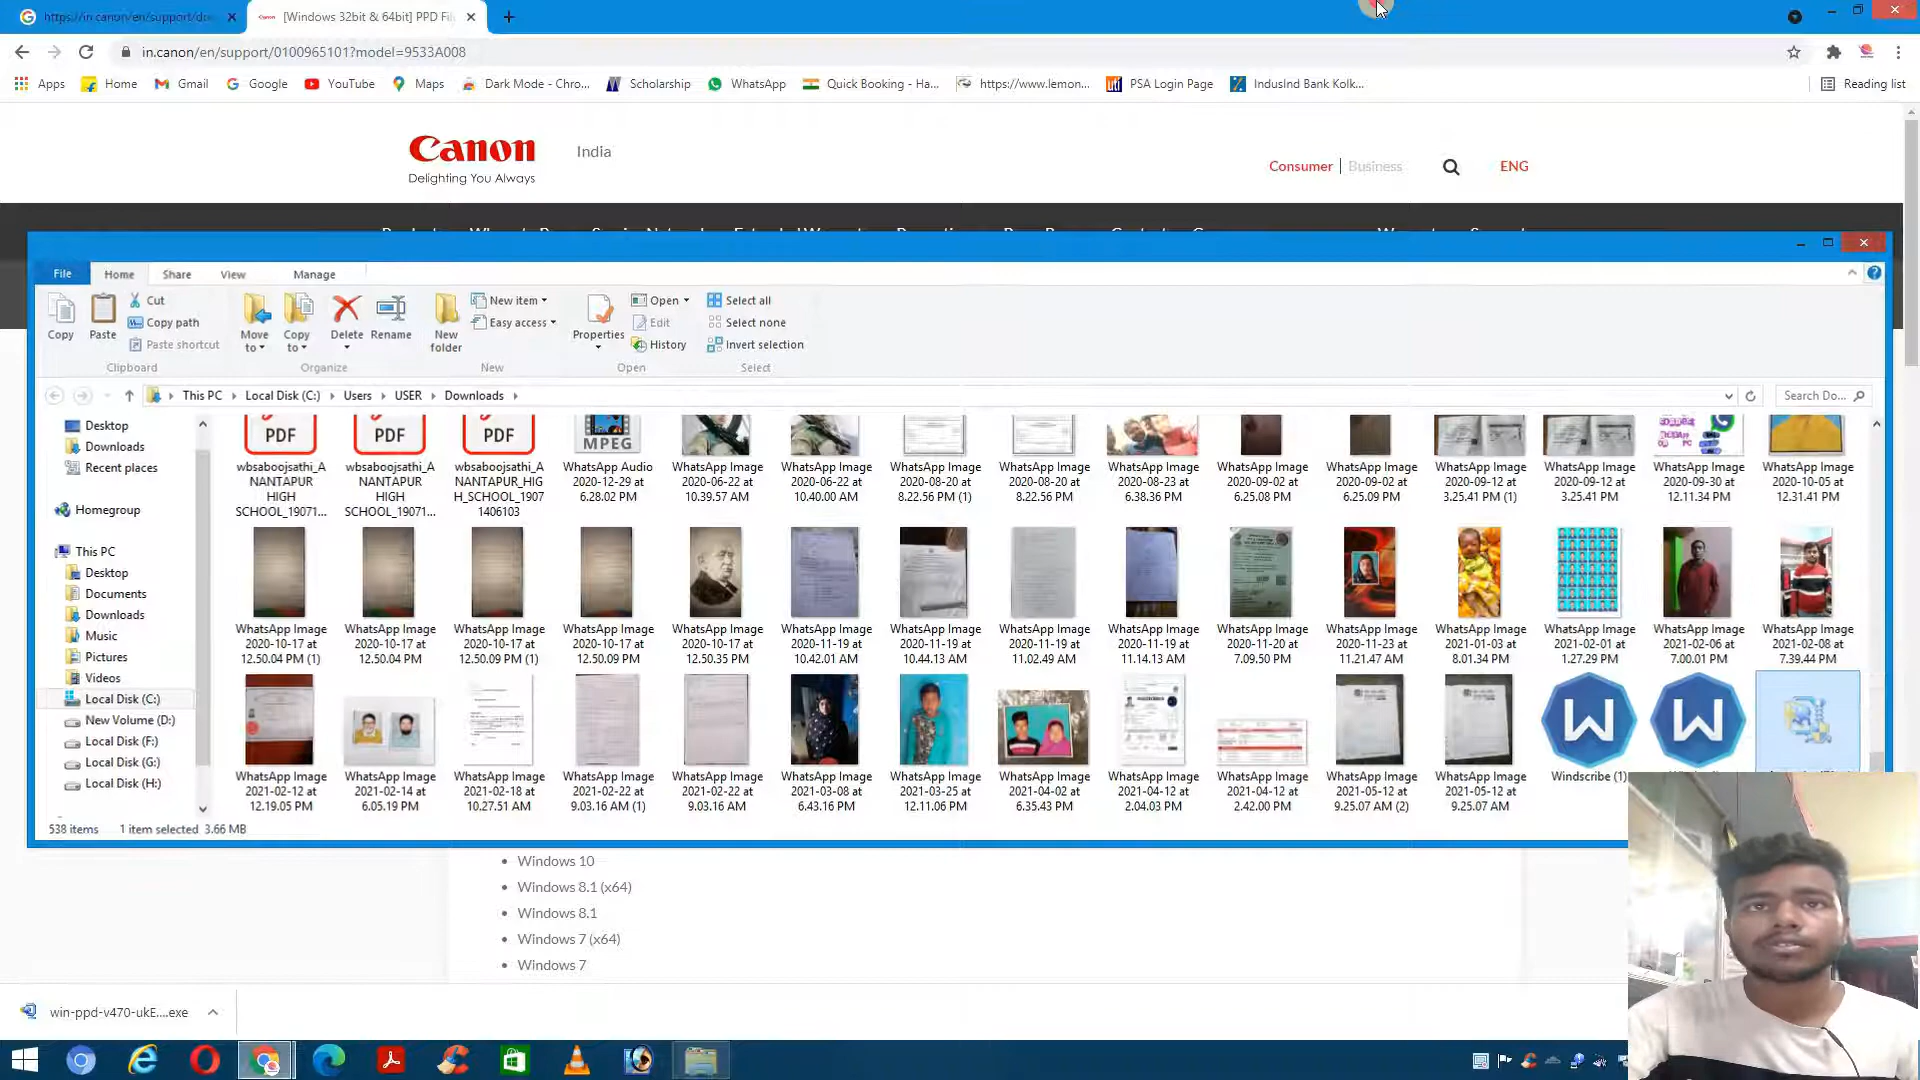 https://in.canon/en/support/do
[Windows 32bit & 64bit] PPD Fil
in.canon/en/support/0100965101?model=9533A008
Apps Home Gmail Google YouTube Maps Dark Mode - Chro... Scholarship WhatsApp Quick Booking - Ha... https://www.lemon... PSA Login Page IndusInd Bank Kolk... Reading list
Canon India
Delighting You Always
Consumer | Business ENG
File Home Share View Manage
Copy Paste Cut
Copy path
Paste shortcut
Move to Copy to Delete Rename
New folder New item
Easy access
Properties Open
Edit
History
Select all
Select none
Invert selection
Clipboard Organize New Open Select
This PC Local Disk (C:) Users USER Downloads Search Do...
Desktop
Downloads
Recent places
Homegroup
This PC
Desktop
Documents
Downloads
Music
Pictures
Videos
Local Disk (C:)
New Volume (D:)
Local Disk (F:)
Local Disk (G:)
Local Disk (H:)
PDF PDF PDF MPEG
wbsaboojsathi_A NANTAPUR HIGH SCHOOL_19071...
wbsaboojsathi_A NANTAPUR HIGH SCHOOL_19071...
wbsaboojsathi_A NANTAPUR_HIG H_SCHOOL_1907 1406103
WhatsApp Audio 2020-12-29 at 6.28.02 PM
WhatsApp Image 2020-06-22 at 10.39.57 AM
WhatsApp Image 2020-06-22 at 10.40.00 AM
WhatsApp Image 2020-08-20 at 8.22.56 PM (1)
WhatsApp Image 2020-08-20 at 8.22.56 PM
WhatsApp Image 2020-08-23 at 6.38.36 PM
WhatsApp Image 2020-09-02 at 6.25.08 PM
WhatsApp Image 2020-09-02 at 6.25.09 PM
WhatsApp Image 2020-09-12 at 3.25.41 PM (1)
WhatsApp Image 2020-09-12 at 3.25.41 PM
WhatsApp Image 2020-09-30 at 12.11.34 PM
WhatsApp Image 2020-10-05 at 12.31.41 PM
WhatsApp Image 2020-10-17 at 12.50.04 PM (1)
WhatsApp Image 2020-10-17 at 12.50.04 PM
WhatsApp Image 2020-10-17 at 12.50.09 PM (1)
WhatsApp Image 2020-10-17 at 12.50.09 PM
WhatsApp Image 2020-10-17 at 12.50.35 PM
WhatsApp Image 2020-11-19 at 10.42.01 AM
WhatsApp Image 2020-11-19 at 10.44.13 AM
WhatsApp Image 2020-11-19 at 11.02.49 AM
WhatsApp Image 2020-11-19 at 11.14.13 AM
WhatsApp Image 2020-11-20 at 7.09.50 PM
WhatsApp Image 2020-11-23 at 11.21.47 AM
WhatsApp Image 2021-01-03 at 8.01.34 PM
WhatsApp Image 2021-02-01 at 1.27.29 PM
WhatsApp Image 2021-02-06 at 7.00.01 PM
WhatsApp Image 2021-02-08 at 7.39.44 PM
WhatsApp Image 2021-02-12 at 12.19.05 PM
WhatsApp Image 2021-02-14 at 6.05.19 PM
WhatsApp Image 2021-02-18 at 10.27.51 AM
WhatsApp Image 2021-02-22 at 9.03.16 AM (1)
WhatsApp Image 2021-02-22 at 9.03.16 AM
WhatsApp Image 2021-03-08 at 6.43.16 PM
WhatsApp Image 2021-03-25 at 12.11.06 PM
WhatsApp Image 2021-04-02 at 6.35.43 PM
WhatsApp Image 2021-04-12 at 2.04.03 PM
WhatsApp Image 2021-04-12 at 2.42.00 PM
WhatsApp Image 2021-05-12 at 9.25.07 AM (2)
WhatsApp Image 2021-05-12 at 9.25.07 AM
Windscribe (1)
538 items 1 item selected 3.66 MB
Windows 10
Windows 8.1 (x64)
Windows 8.1
Windows 7 (x64)
Windows 7
win-ppd-v470-ukE....exe